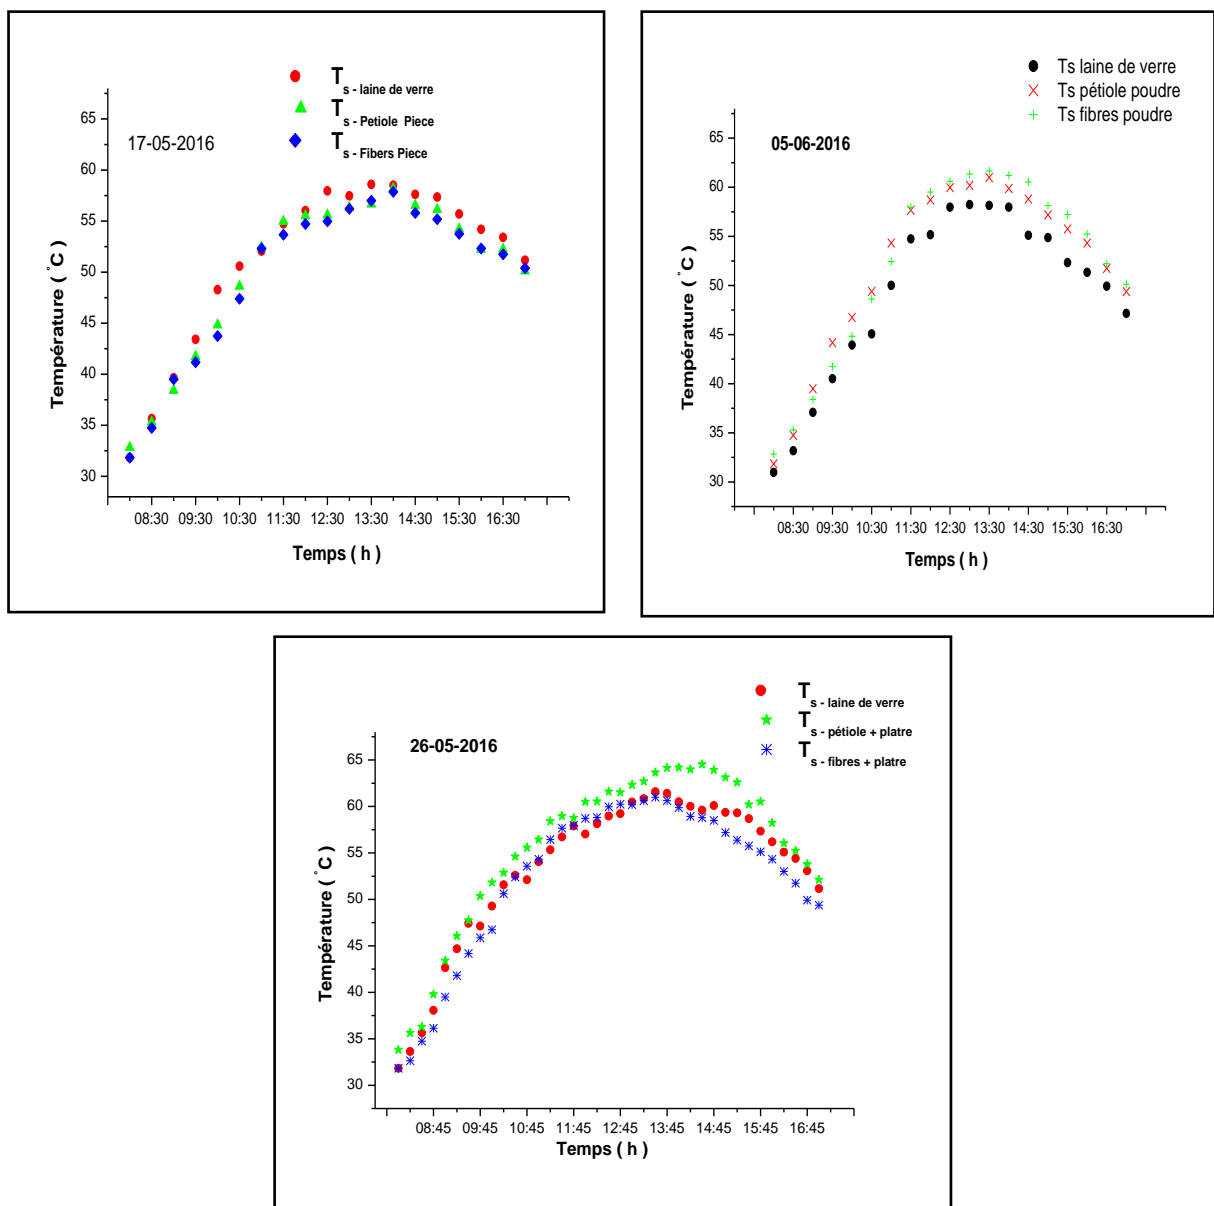 T s - laine de verre
T s - Petiole Piece
T s - Fibers Piece
17-05-2016
65
60
55
50
45
40
35
30
Température ( °C )
08:30 09:30 10:30 11:30 12:30 13:30 14:30 15:30 16:30
Temps ( h )
Ts laine de verre
Ts pétiole poudre
Ts fibres poudre
05-06-2016
65
60
55
50
45
40
35
30
Température ( °C )
08:30 09:30 10:30 11:30 12:30 13:30 14:30 15:30 16:30
Temps ( h )
T s - laine de verre
T s - pétiole + platre
T s - fibres + platre
26-05-2016
65
60
55
50
45
40
35
30
Température ( °C )
08:45 09:45 10:45 11:45 12:45 13:45 14:45 15:45 16:45
Temps ( h )